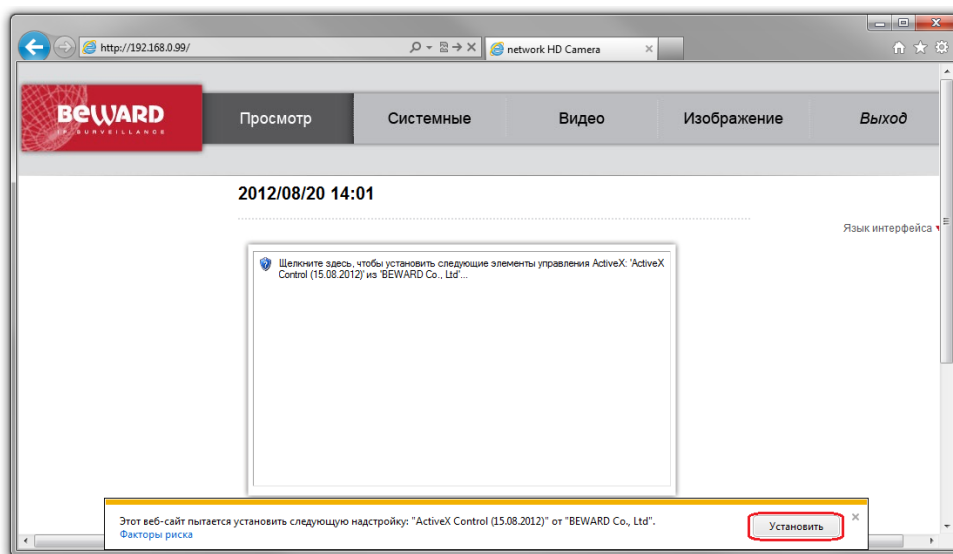 http://192.168.0.99/
network HD Camera
BEWARD
IP SURVEILLANCE
Просмотр
Системные
Видео
Изображение
Выход
2012/08/20 14:01
Язык интерфейса
Щелкните здесь, чтобы установить следующие элементы управления ActiveX: 'ActiveX
Control (15.08.2012)' из 'BEWARD Co., Ltd'...
Этот веб-сайт пытается установить следующую надстройку: "ActiveX Control (15.08.2012)" от "BEWARD Co., Ltd".
Факторы риска
Установить